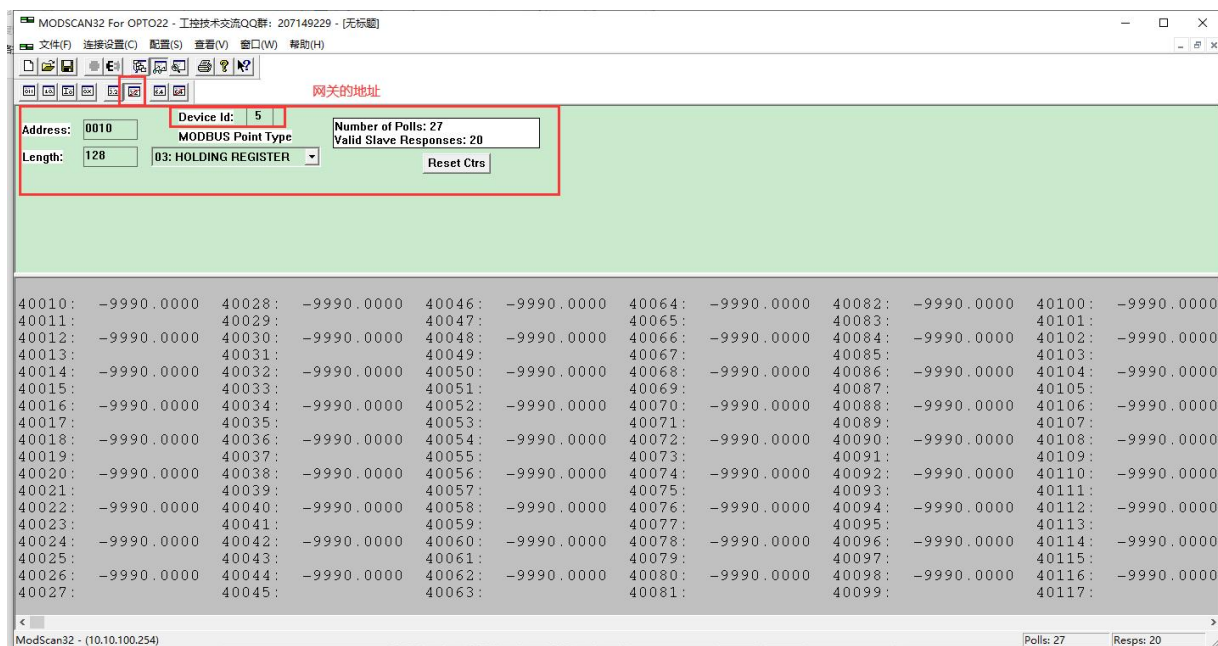 MODSCAN32 For OPTO22 - 工控技术交流QQ群：207149229 - [无标题]
文件(F) 连接设置(C) 配置(S) 查看(V) 窗口(W) 帮助(H)
网关的地址
Device Id: 5
Address: 0010
MODBUS Point Type
Number of Polls: 27
Valid Slave Responses: 20
Length: 128 03: HOLDING REGISTER
Reset Ctrs
40010: -9990.0000 40028: -9990.0000 40046: -9990.0000 40064: -9990.0000 40082: -9990.0000 40100: -9990.0000
40011: 40029: 40047: 40065: 40083: 40101:
40012: -9990.0000 40030: -9990.0000 40048: -9990.0000 40066: -9990.0000 40084: -9990.0000 40102: -9990.0000
40013: 40031: 40049: 40067: 40085: 40103:
40014: -9990.0000 40032: -9990.0000 40050: -9990.0000 40068: -9990.0000 40086: -9990.0000 40104: -9990.0000
40015: 40033: 40051: 40069: 40087: 40105:
40016: -9990.0000 40034: -9990.0000 40052: -9990.0000 40070: -9990.0000 40088: -9990.0000 40106: -9990.0000
40017: 40035: 40053: 40071: 40089: 40107:
40018: -9990.0000 40036: -9990.0000 40054: -9990.0000 40072: -9990.0000 40090: -9990.0000 40108: -9990.0000
40019: 40037: 40055: 40073: 40091: 40109:
40020: -9990.0000 40038: -9990.0000 40056: -9990.0000 40074: -9990.0000 40092: -9990.0000 40110: -9990.0000
40021: 40039: 40057: 40075: 40093: 40111:
40022: -9990.0000 40040: -9990.0000 40058: -9990.0000 40076: -9990.0000 40094: -9990.0000 40112: -9990.0000
40023: 40041: 40059: 40077: 40095: 40113:
40024: -9990.0000 40042: -9990.0000 40060: -9990.0000 40078: -9990.0000 40096: -9990.0000 40114: -9990.0000
40025: 40043: 40061: 40079: 40097: 40115:
40026: -9990.0000 40044: -9990.0000 40062: -9990.0000 40080: -9990.0000 40098: -9990.0000 40116: -9990.0000
40027: 40045: 40063: 40081: 40099: 40117:
ModScan32 - (10.10.100.254) Polls: 27 Resps: 20